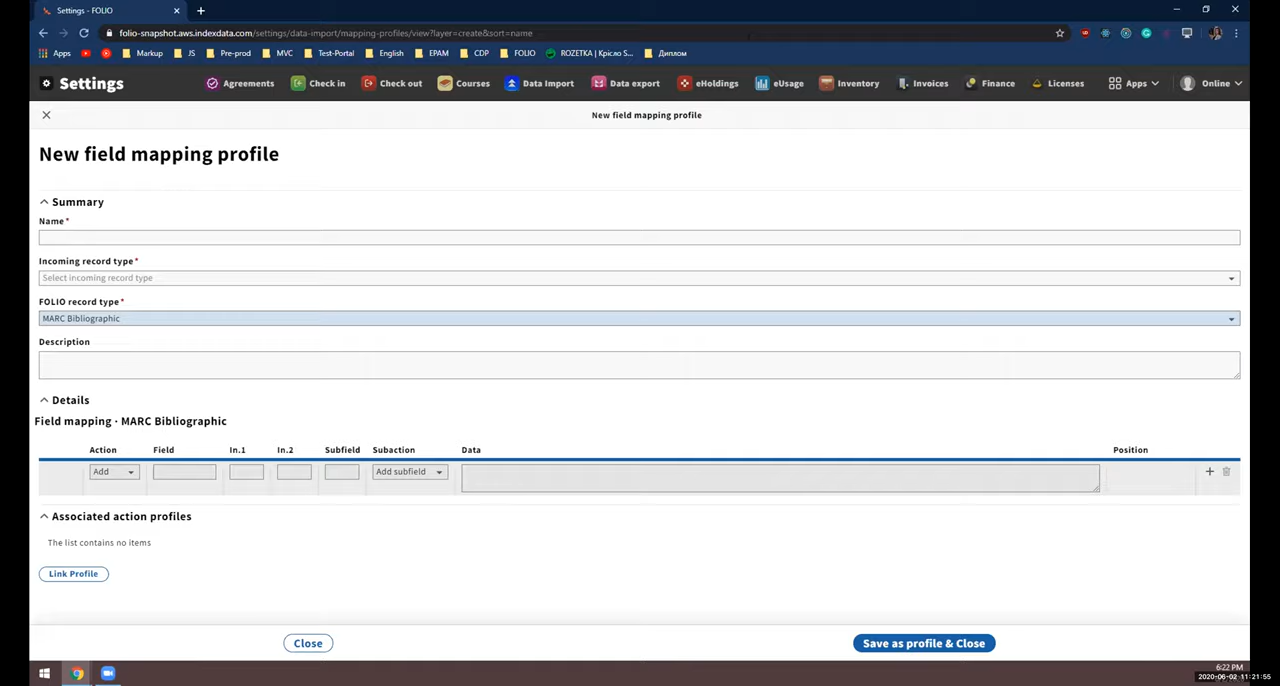 Settings - FOLIO
folio-snapshot.aws.indexdata.com/settings/data-import/mapping-profiles/view?layer=create&sort=name
Apps Markup JS Pre-prod MVC Test-Portal English EPAM CDP FOLIO ROZETKA | Крісло S... Диплом
Settings Agreements Check in Check out Courses Data Import Data export eHoldings eUsage Inventory Invoices Finance Licenses Apps Online
New field mapping profile
New field mapping profile
Summary
Name*
Incoming record type*
Select incoming record type
FOLIO record type*
MARC Bibliographic
Description
Details
Field mapping · MARC Bibliographic
Action Field In.1 In.2 Subfield Subaction Data Position
Add Add subfield
Associated action profiles
The list contains no items
Link Profile
Close Save as profile & Close
6:22 PM
2020-06-02 11:21:55